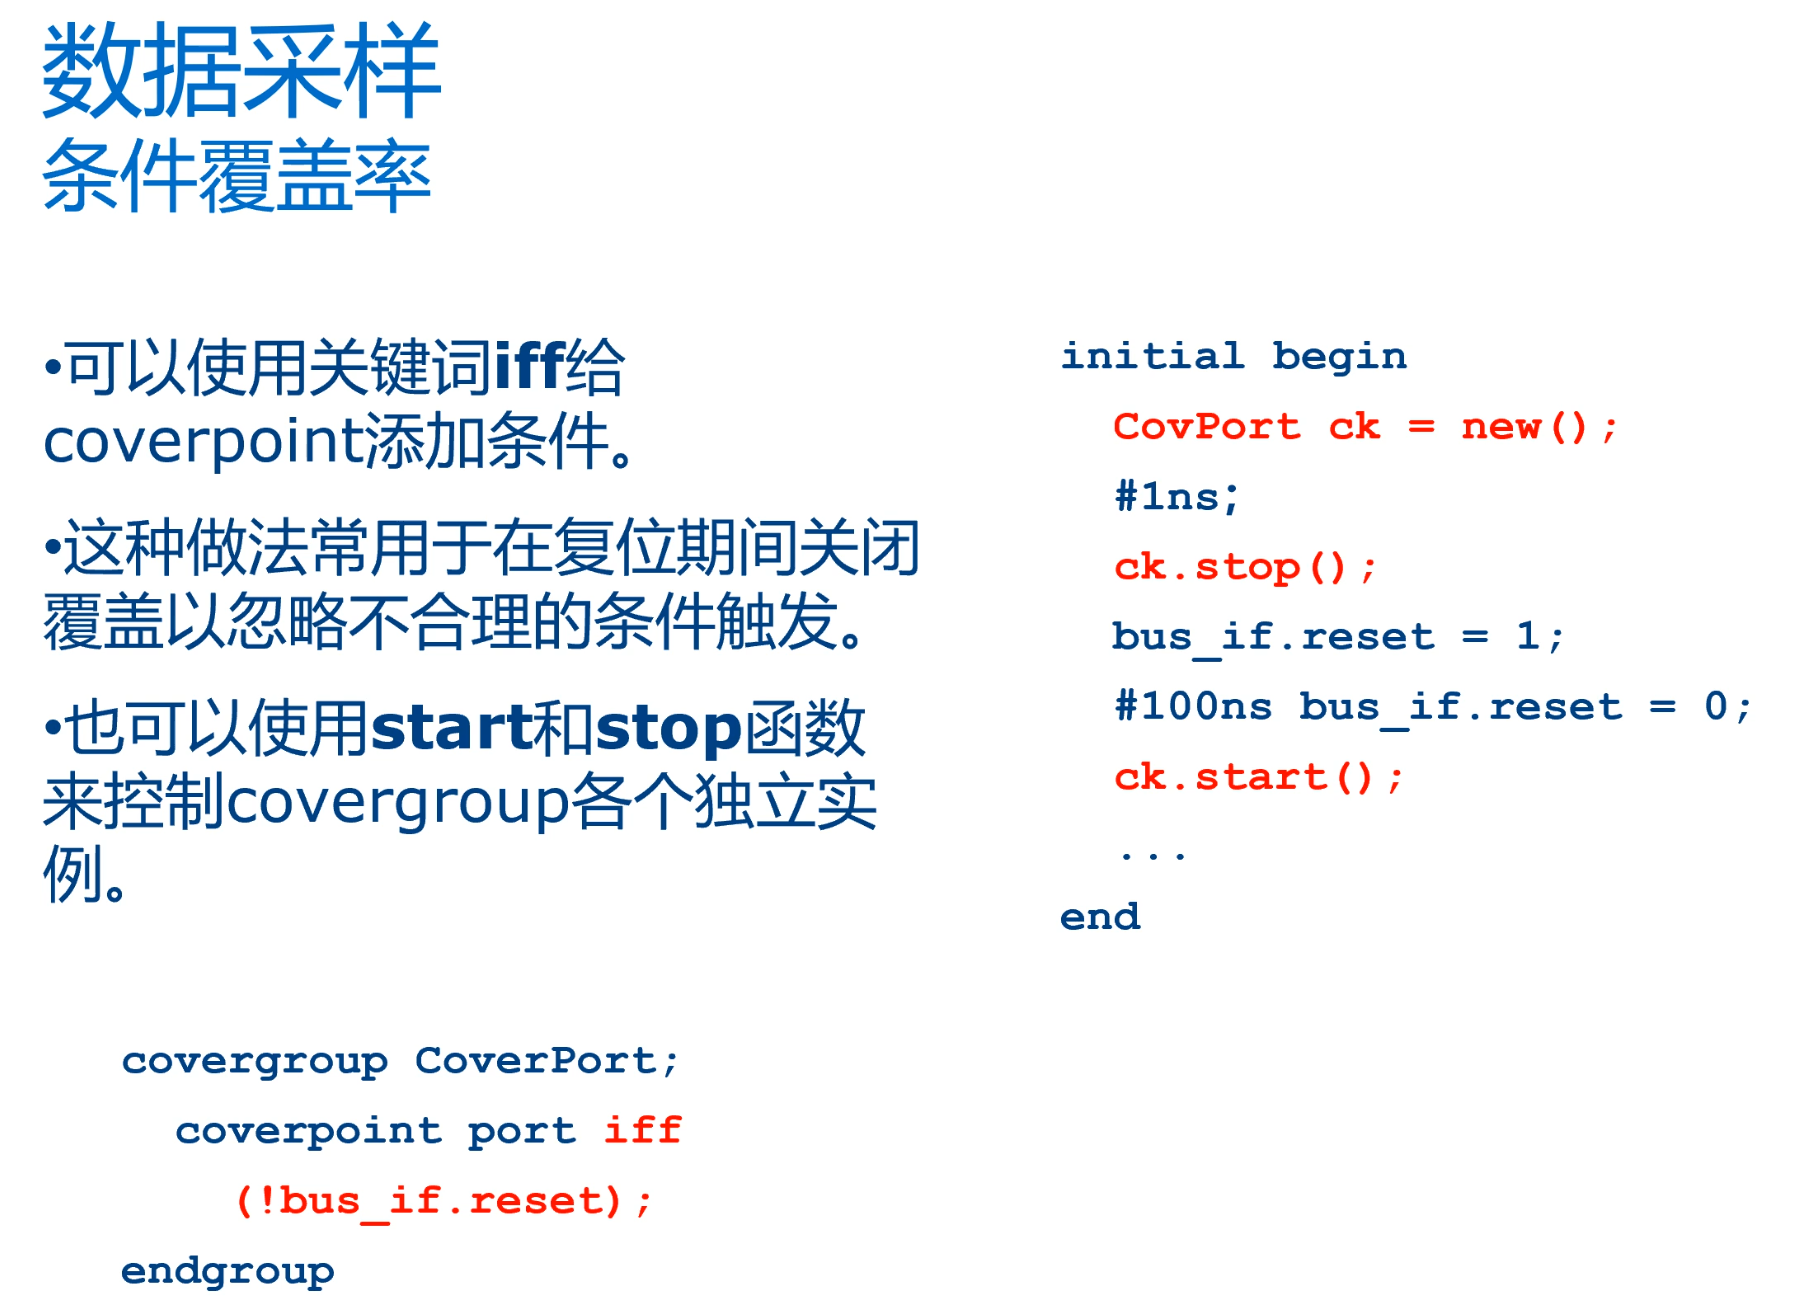 数据采样
条件覆盖率
•可以使用关键词iff给
coverpoint添加条件。
•这种做法常用于在复位期间关闭
覆盖以忽略不合理的条件触发。
•也可以使用start和stop函数
来控制covergroup各个独立实
例。
covergroup CoverPort;
coverpoint port iff
(!bus_if.reset);
endgroup
initial begin
CovPort ck = new();
#1ns;
ck.stop();
bus_if.reset = 1;
#100ns bus_if.reset = 0;
ck.start();
...
end